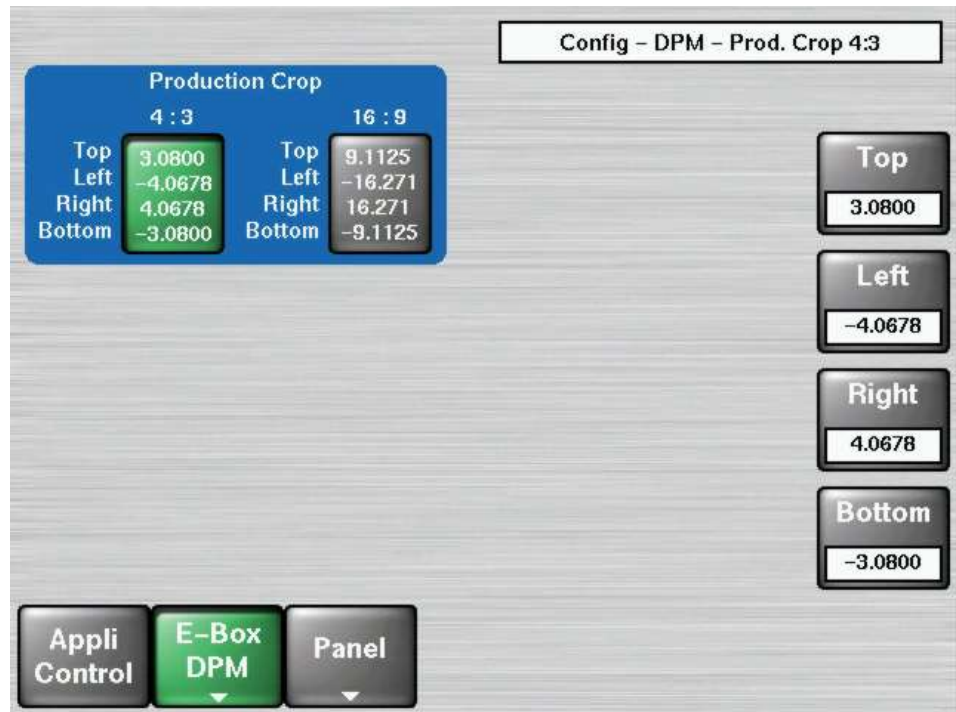 Config – DPM – Prod. Crop 4:3
Production Crop
4 : 3 16 : 9
Top 3.0800 Top 9.1125
Left –4.0678 Left –16.271
Right 4.0678 Right 16.271
Bottom –3.0800 Bottom –9.1125
Top
3.0800
Left
–4.0678
Right
4.0678
Bottom
–3.0800
Appli
Control
E–Box
DPM
Panel